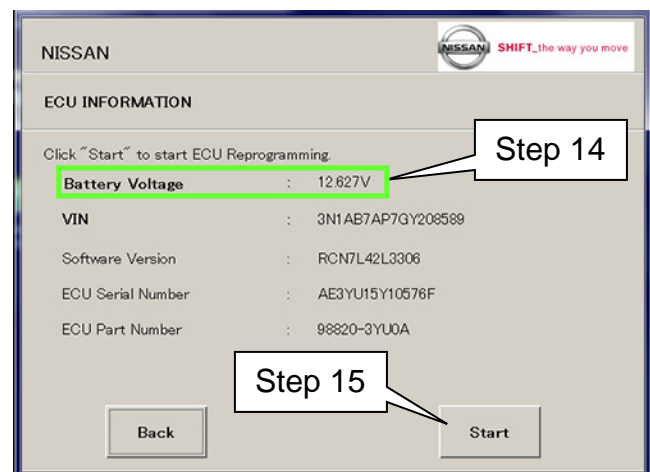 NISSAN
NISSAN SHIFT_the way you move
ECU INFORMATION
Click "Start" to start ECU Reprogramming.
Step 14
Battery Voltage : 12.627V
VIN : 3N1AB7AP7GY208589
Software Version : RCN7L42L3306
ECU Serial Number : AE3YU15Y10576F
ECU Part Number : 98820-3YU0A
Step 15
Back
Start